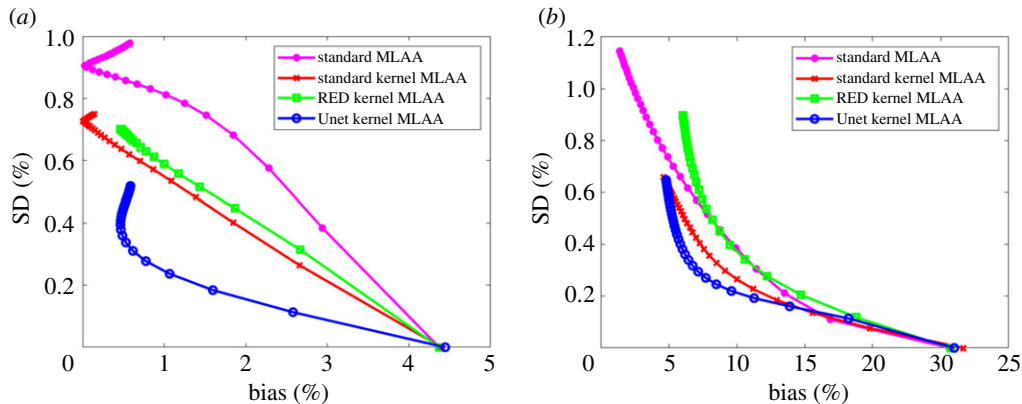 (a)
1.0
0.8
0.6
0.4
0.2
0 1 2 3 4 5
SD (%)
bias (%)
standard MLAA
standard kernel MLAA
RED kernel MLAA
Unet kernel MLAA
(b)
1.2
1.0
0.8
0.6
0.4
0.2
0 5 10 15 20 31 25
SD (%)
bias (%)
standard MLAA
standard kernel MLAA
RED kernel MLAA
Unet kernel MLAA